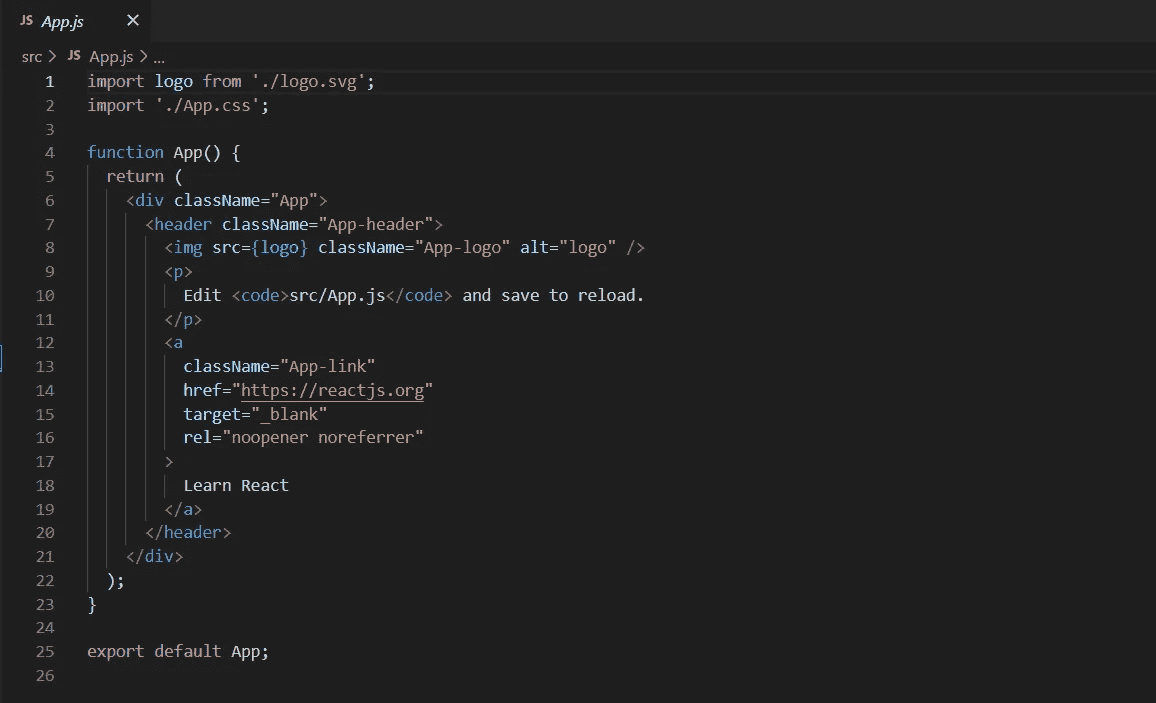 JS App.js ×
src > JS App.js > ...
1 import logo from './logo.svg';
2 import './App.css';
3
4 function App() {
5   return (
6     <div className="App">
7       <header className="App-header">
8         <img src={logo} className="App-logo" alt="logo" />
9         <p>
10           Edit <code>src/App.js</code> and save to reload.
11         </p>
12         <a
13           className="App-link"
14           href="https://reactjs.org"
15           target="_blank"
16           rel="noopener noreferrer"
17         >
18           Learn React
19         </a>
20       </header>
21     </div>
22   );
23 }
24
25 export default App;
26